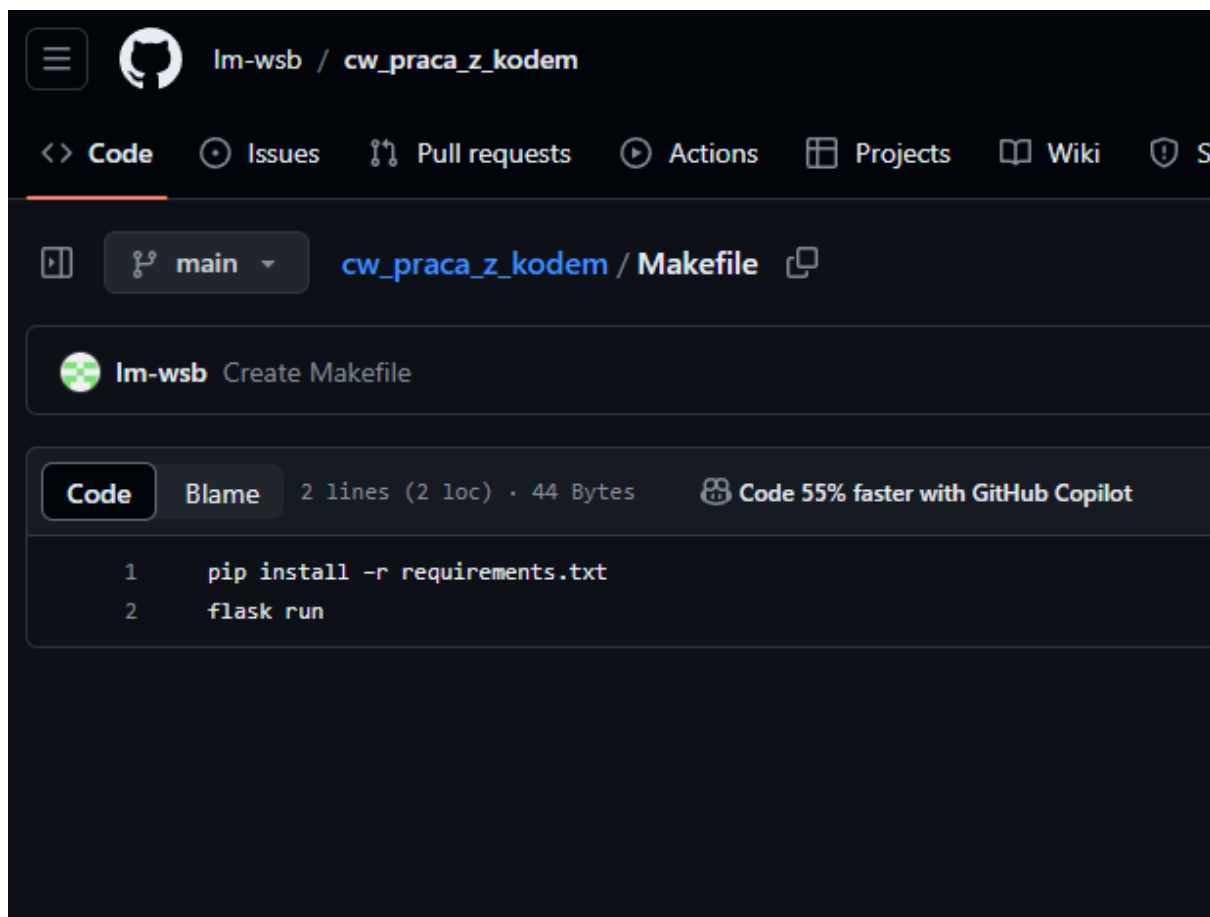 lm-wsb / cw_praca_z_kodem
Code Issues Pull requests Actions Projects Wiki S
main cw_praca_z_kodem / Makefile
lm-wsb Create Makefile
Code Blame 2 lines (2 loc) · 44 Bytes Code 55% faster with GitHub Copilot
1 pip install –r requirements.txt
2 flask run